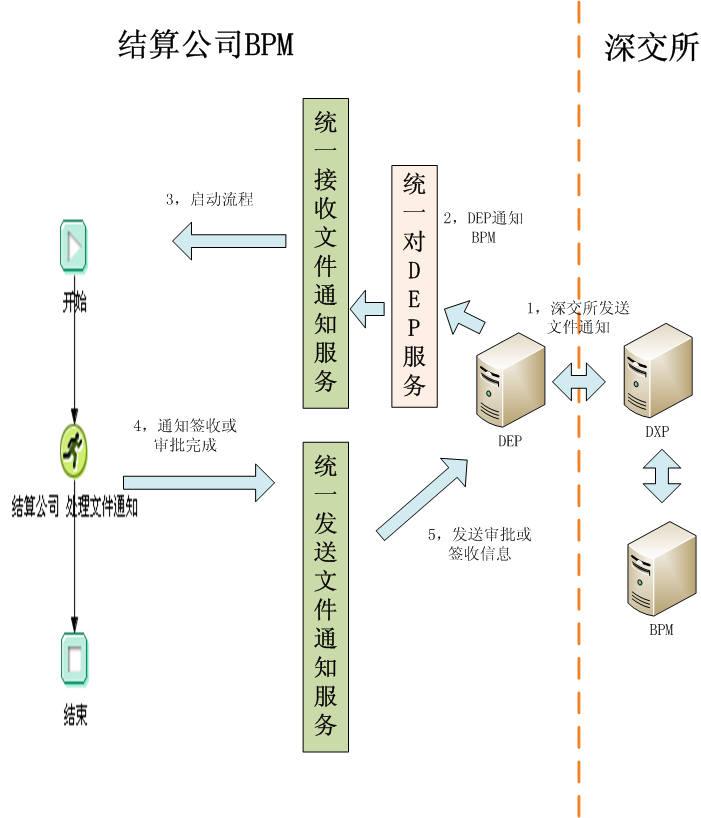 结算公司BPM
深交所
统一接收文件通知服务
统一对DEP服务
3，启动流程
2，DEP通知
BPM
开始
1，深交所发送
文件通知
DEP
DXP
4，通知签收或
审批完成
结算公司 处理文件通知
统一发送文件通知服务
5，发送审批或
签收信息
BPM
结束